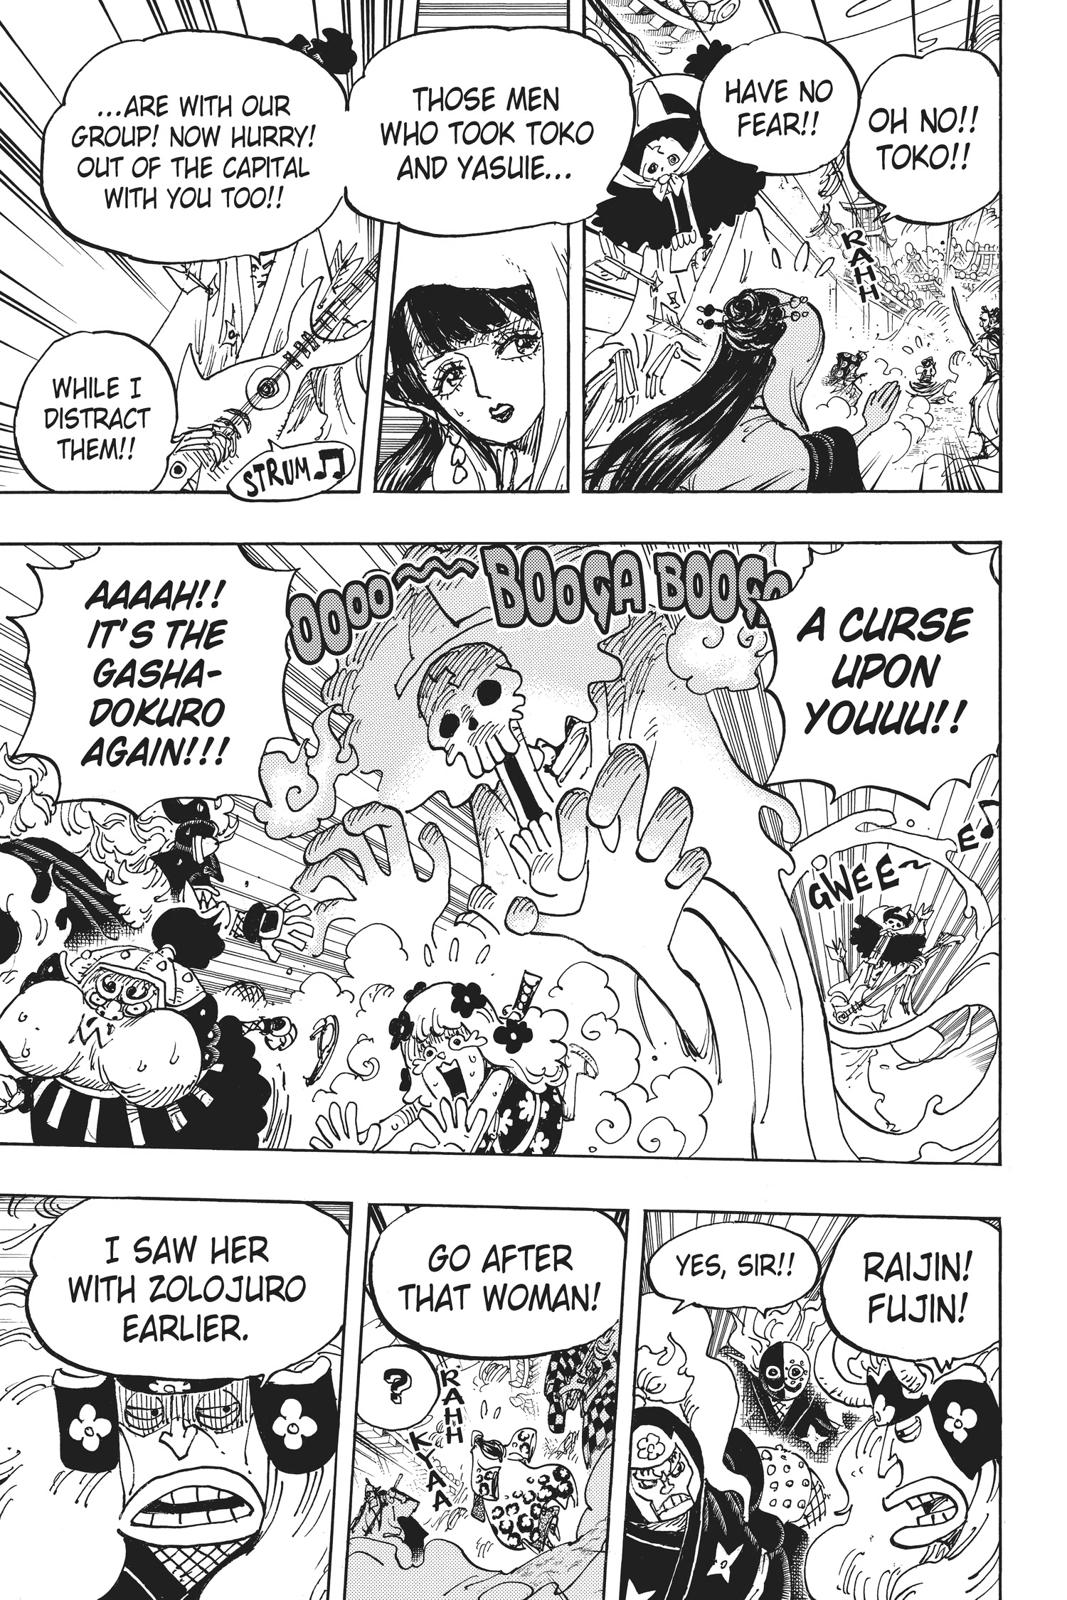 OH NO!!
TOKO!!
HAVE NO
FEAR!!
RAHH
THOSE MEN
WHO TOOK TOKO
AND YASUIE...
...ARE WITH OUR
GROUP! NOW HURRY!
OUT OF THE CAPITAL
WITH YOU TOO!!
WHILE I
DISTRACT
THEM!!
STRUM♫
A CURSE
UPON
YOUUU!!
E♪
GWEE~
OOOO~~ BOOGA BOOGA
AAAAH!!
IT'S THE
GASHA-
DOKURO
AGAIN!!!
RAIJIN!
FUJIN!
YES, SIR!!
GO AFTER
THAT WOMAN!
?
RAHH
KYAA
I SAW HER
WITH ZOLOJURO
EARLIER.